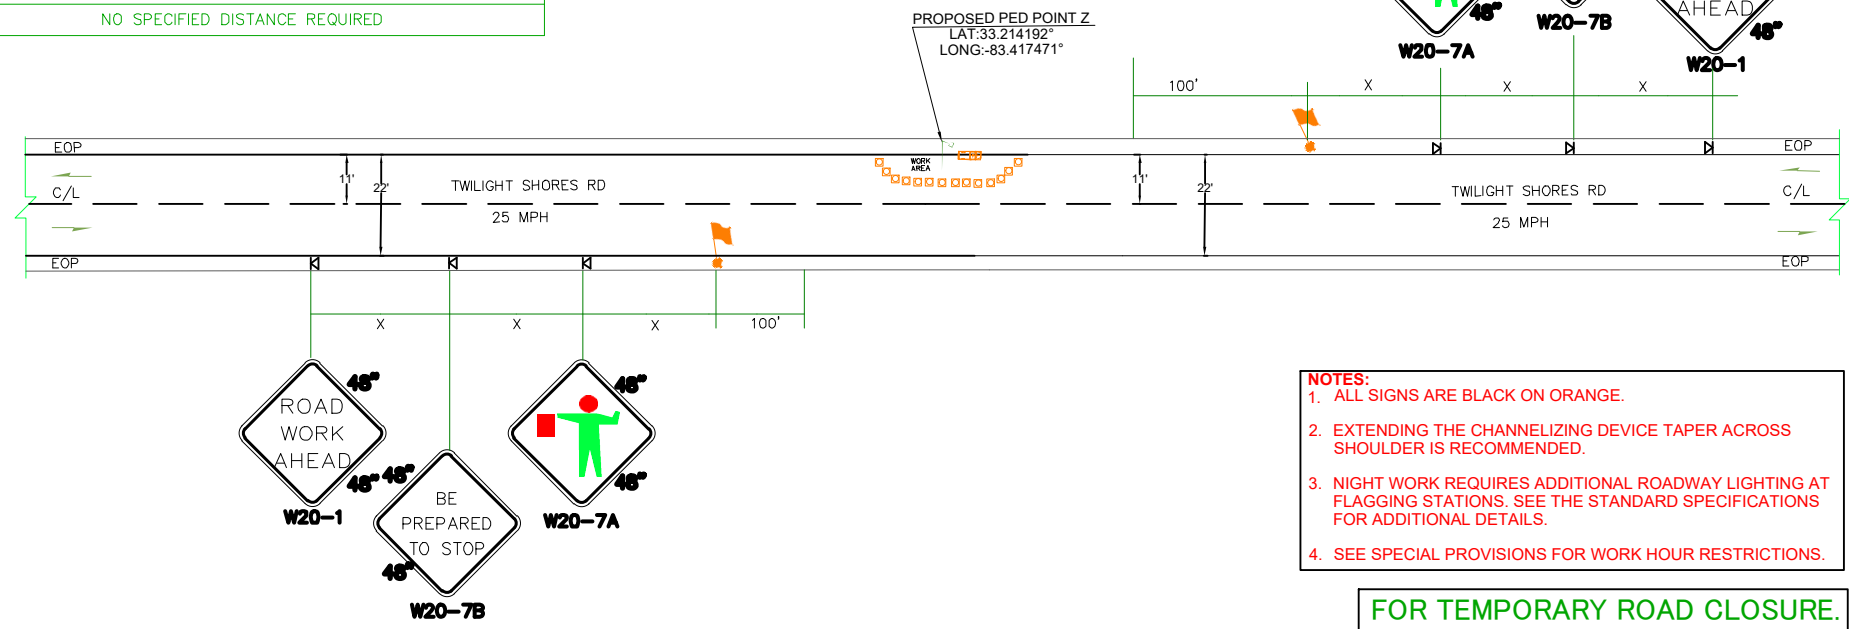 NO SPECIFIED DISTANCE REQUIRED
PROPOSED PED POINT Z
LAT:33.214192°
LONG:-83.417471°
48"
W20-7A
W20-7B
AHEAD
48"
W20-1
100'
X
X
X
EOP
EOP
C/L
11'
22'
TWILIGHT SHORES RD
25 MPH
WORK
AREA
11'
22'
TWILIGHT SHORES RD
25 MPH
C/L
EOP
EOP
X
X
X
100'
48"
ROAD
WORK
AHEAD
48"
W20-1
48"
BE
PREPARED
TO STOP
48"
W20-7B
48"
48"
W20-7A
NOTES:
1. ALL SIGNS ARE BLACK ON ORANGE.
2. EXTENDING THE CHANNELIZING DEVICE TAPER ACROSS
SHOULDER IS RECOMMENDED.
3. NIGHT WORK REQUIRES ADDITIONAL ROADWAY LIGHTING AT
FLAGGING STATIONS. SEE THE STANDARD SPECIFICATIONS
FOR ADDITIONAL DETAILS.
4. SEE SPECIAL PROVISIONS FOR WORK HOUR RESTRICTIONS.
FOR TEMPORARY ROAD CLOSURE.